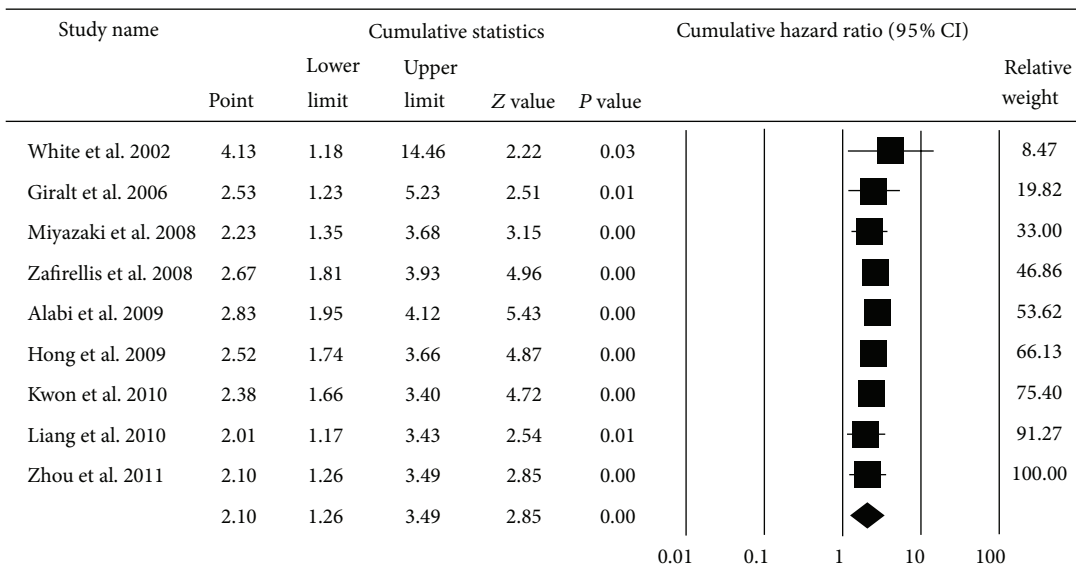 Study name Cumulative statistics Cumulative hazard ratio (95% CI)
Lower Upper Relative
Point limit limit Z value P value weight
White et al. 2002 4.13 1.18 14.46 2.22 0.03 8.47
Giralt et al. 2006 2.53 1.23 5.23 2.51 0.01 19.82
Miyazaki et al. 2008 2.23 1.35 3.68 3.15 0.00 33.00
Zafirellis et al. 2008 2.67 1.81 3.93 4.96 0.00 46.86
Alabi et al. 2009 2.83 1.95 4.12 5.43 0.00 53.62
Hong et al. 2009 2.52 1.74 3.66 4.87 0.00 66.13
Kwon et al. 2010 2.38 1.66 3.40 4.72 0.00 75.40
Liang et al. 2010 2.01 1.17 3.43 2.54 0.01 91.27
Zhou et al. 2011 2.10 1.26 3.49 2.85 0.00 100.00
2.10 1.26 3.49 2.85 0.00
0.01 0.1 1 10 100